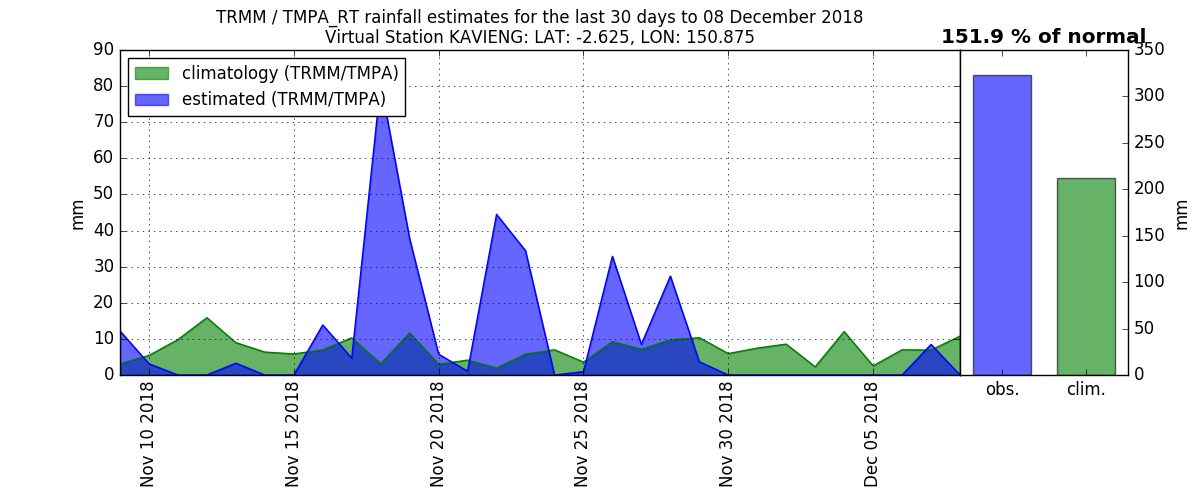 TRMM / TMPA_RT rainfall estimates for the last 30 days to 08 December 2018
Virtual Station KAVIENG: LAT: -2.625, LON: 150.875
151.9 % of normal
climatology (TRMM/TMPA)
estimated (TRMM/TMPA)
90
80
70
60
50
40
30
20
10
0
mm
Nov 10 2018
Nov 15 2018
Nov 20 2018
Nov 25 2018
Nov 30 2018
Dec 05 2018
obs.
clim.
350
300
250
200
150
100
50
0
mm